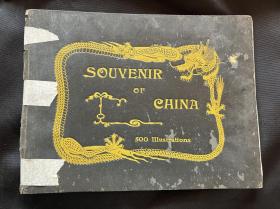 SOUVENIR
OF
CHINA
500 Illustrations